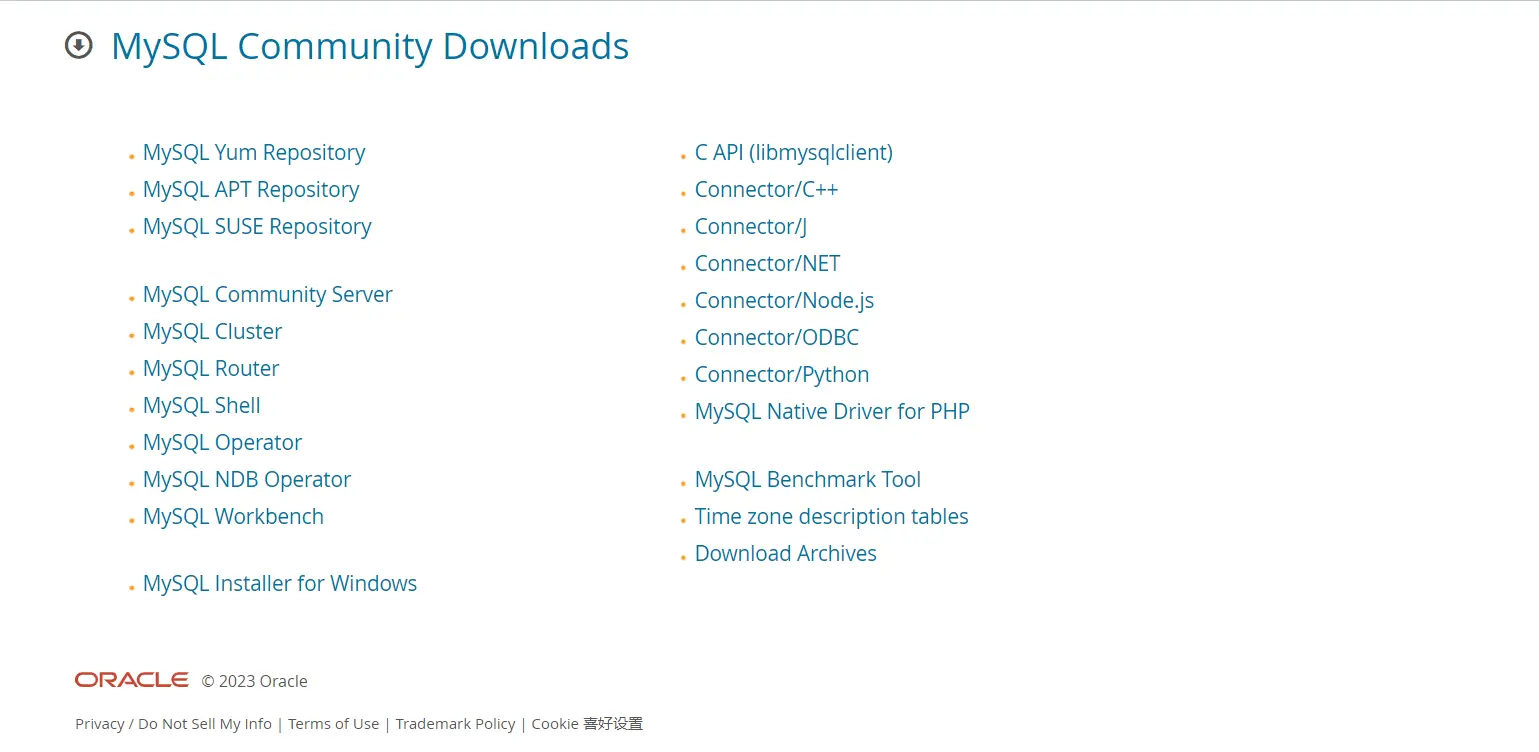 MySQL Community Downloads
MySQL Yum Repository
MySQL APT Repository
MySQL SUSE Repository
MySQL Community Server
MySQL Cluster
MySQL Router
MySQL Shell
MySQL Operator
MySQL NDB Operator
MySQL Workbench
MySQL Installer for Windows
C API (libmysqlclient)
Connector/C++
Connector/J
Connector/NET
Connector/Node.js
Connector/ODBC
Connector/Python
MySQL Native Driver for PHP
MySQL Benchmark Tool
Time zone description tables
Download Archives
ORACLE © 2023 Oracle
Privacy / Do Not Sell My Info | Terms of Use | Trademark Policy | Cookie 喜好设置